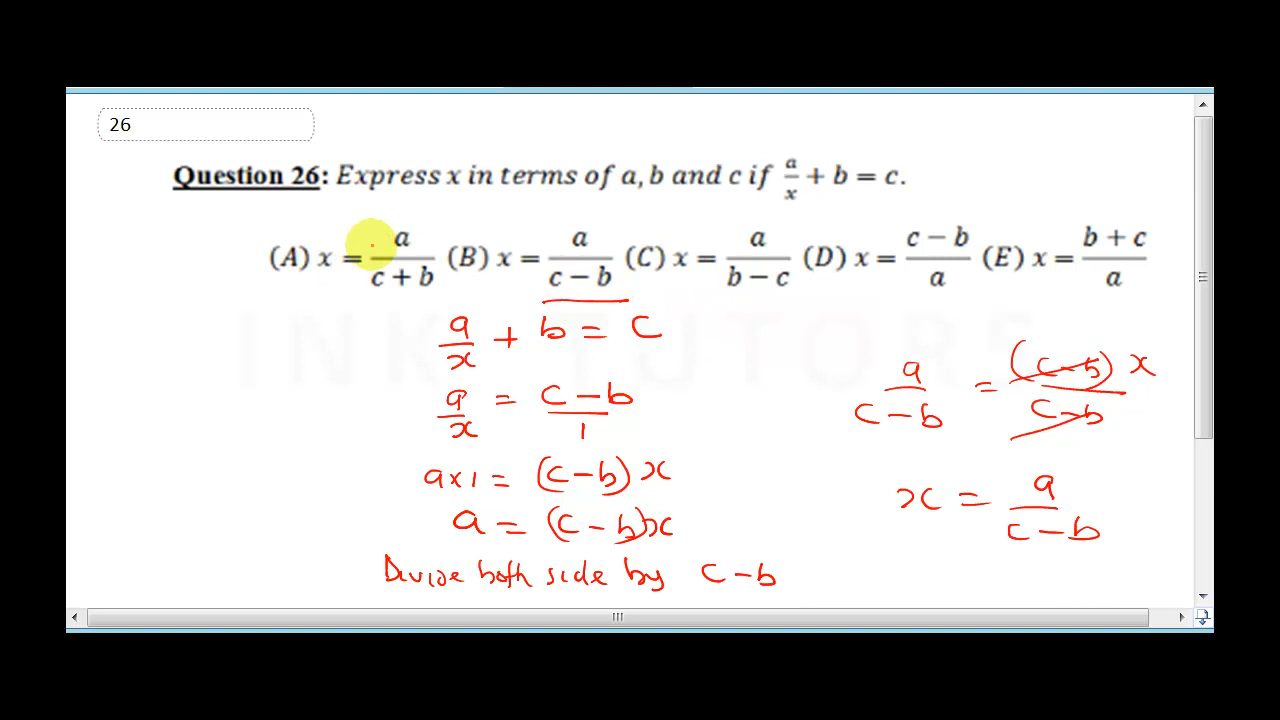 26
Question 26: Express x in terms of a, b and c if a/x + b = c.
(A) x = a/(c + b) (B) x = a/(c − b) (C) x = a/(b − c) (D) x = (c − b)/a (E) x = (b + c)/a
a/x + b = c
a/x = (c − b)/1
a x 1 = (c − b) x
a = (c − b)x
Divide both side by c − b
a/(c − b) = (c − b) x/(c − b)
x = a/(c − b)